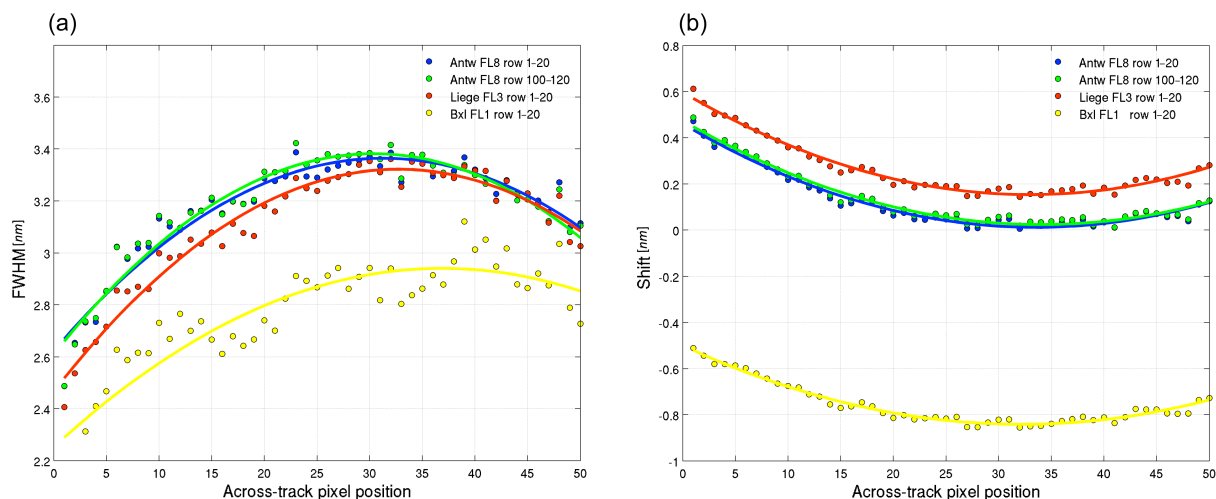 (a)
FWHM [nm]
3.6
3.4
3.2
3
2.8
2.6
2.4
2.2
0 5 10 15 20 25 30 35 40 45 50
Across-track pixel position
Antw FL8 row 1-20
Antw FL8 row 100-120
Liege FL3 row 1-20
Bxl FL1 row 1-20
(b)
Shift [nm]
0.8
0.6
0.4
0.2
0
-0.2
-0.4
-0.6
-0.8
-1
0 5 10 15 20 25 30 35 40 45 50
Across-track pixel position
Antw FL8 row 1-20
Antw FL8 row 100-120
Liege FL3 row 1-20
Bxl FL1 row 1-20